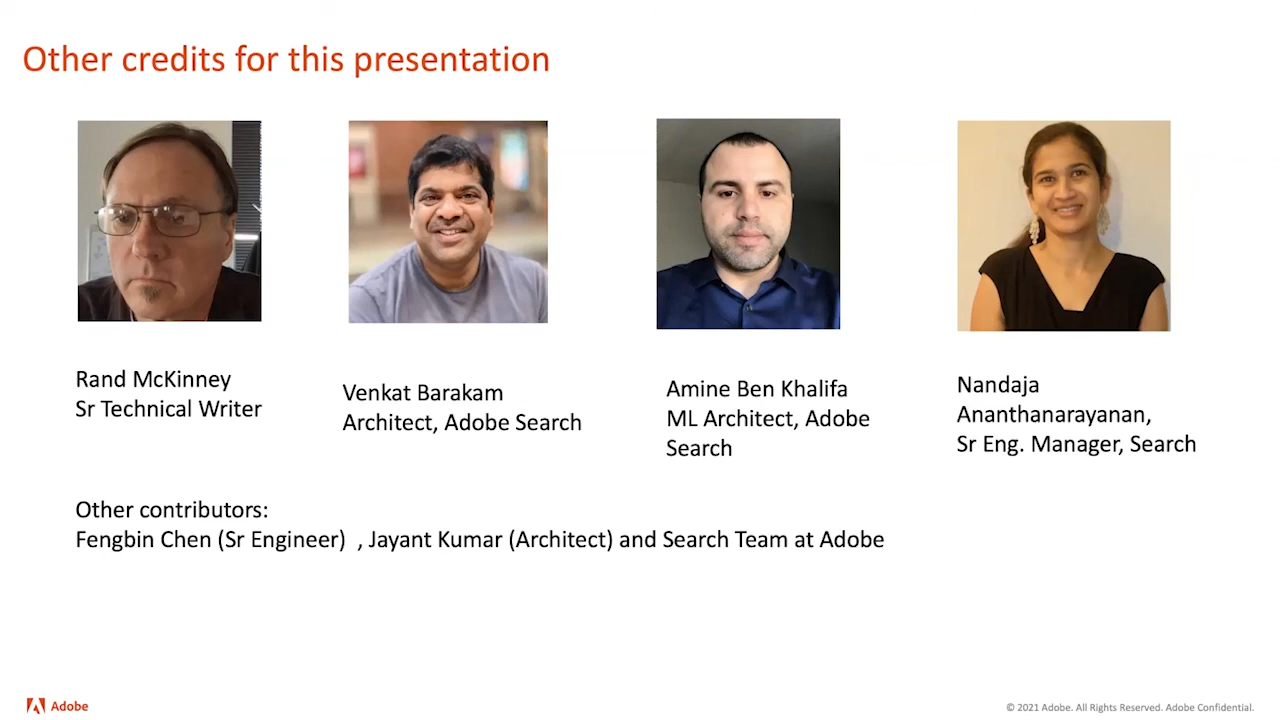 Other credits for this presentation
Rand McKinney
Sr Technical Writer
Venkat Barakam
Architect, Adobe Search
Amine Ben Khalifa
ML Architect, Adobe
Search
Nandaja
Ananthanarayanan,
Sr Eng. Manager, Search
Other contributors:
Fengbin Chen (Sr Engineer)  , Jayant Kumar (Architect) and Search Team at Adobe
Adobe
© 2021 Adobe. All Rights Reserved. Adobe Confidential.